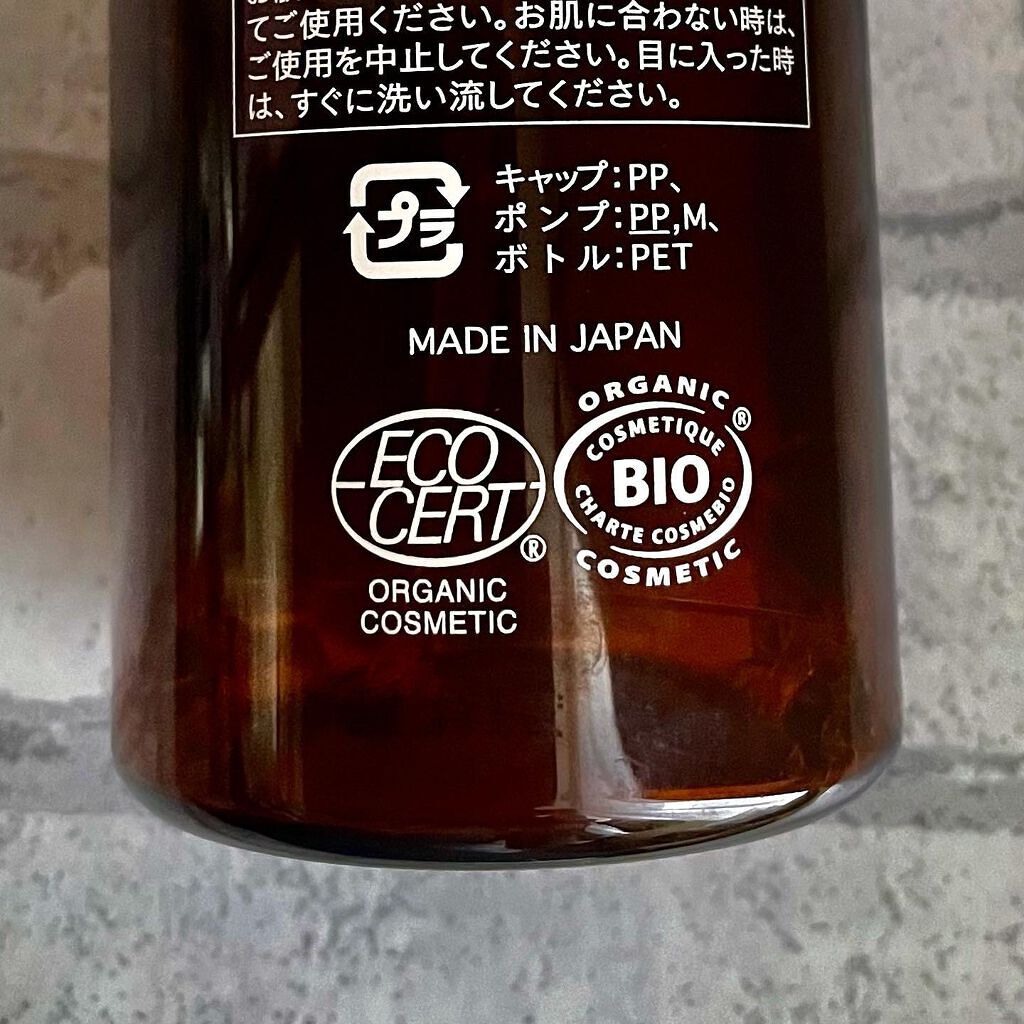 てご使用ください。お肌に合わない時は、
ご使用を中止してください。目に入った時
は、すぐに洗い流してください。
プラ
キャップ:PP、
ポンプ:PP,M、
ボトル:PET
MADE IN JAPAN
ECO
CERT®
ORGANIC
COSMETIC
ORGANIC®
COSMETIQUE
BIO
CHARTE COSMEBIO
COSMETIC